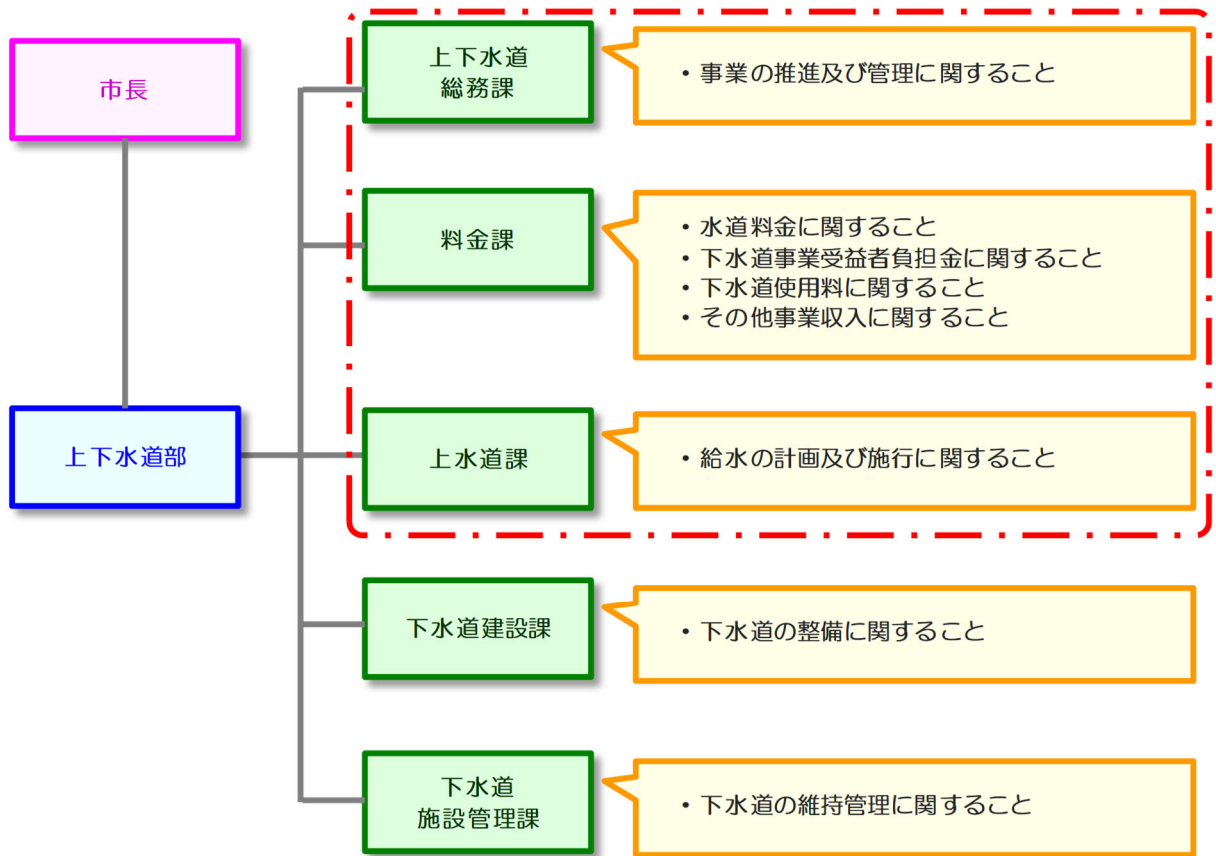 市長
上下水道部
上下水道
総務課
・事業の推進及び管理に関すること
料金課
・水道料金に関すること
・下水道事業受益者負担金に関すること
・下水道使用料に関すること
・その他事業収入に関すること
上水道課
・給水の計画及び施行に関すること
下水道建設課
・下水道の整備に関すること
下水道
施設管理課
・下水道の維持管理に関すること